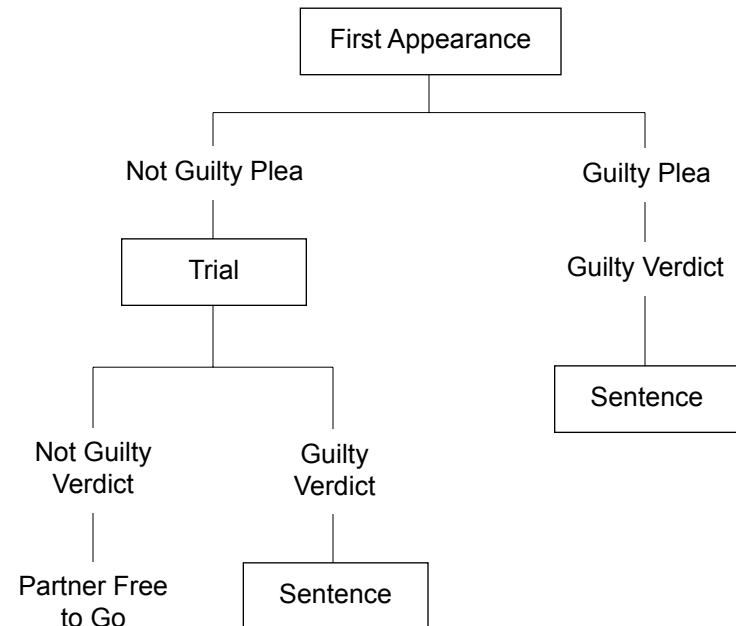 First Appearance
Not Guilty Plea
Guilty Plea
Trial
Guilty Verdict
Sentence
Not Guilty
Verdict
Guilty
Verdict
Partner Free
to Go
Sentence